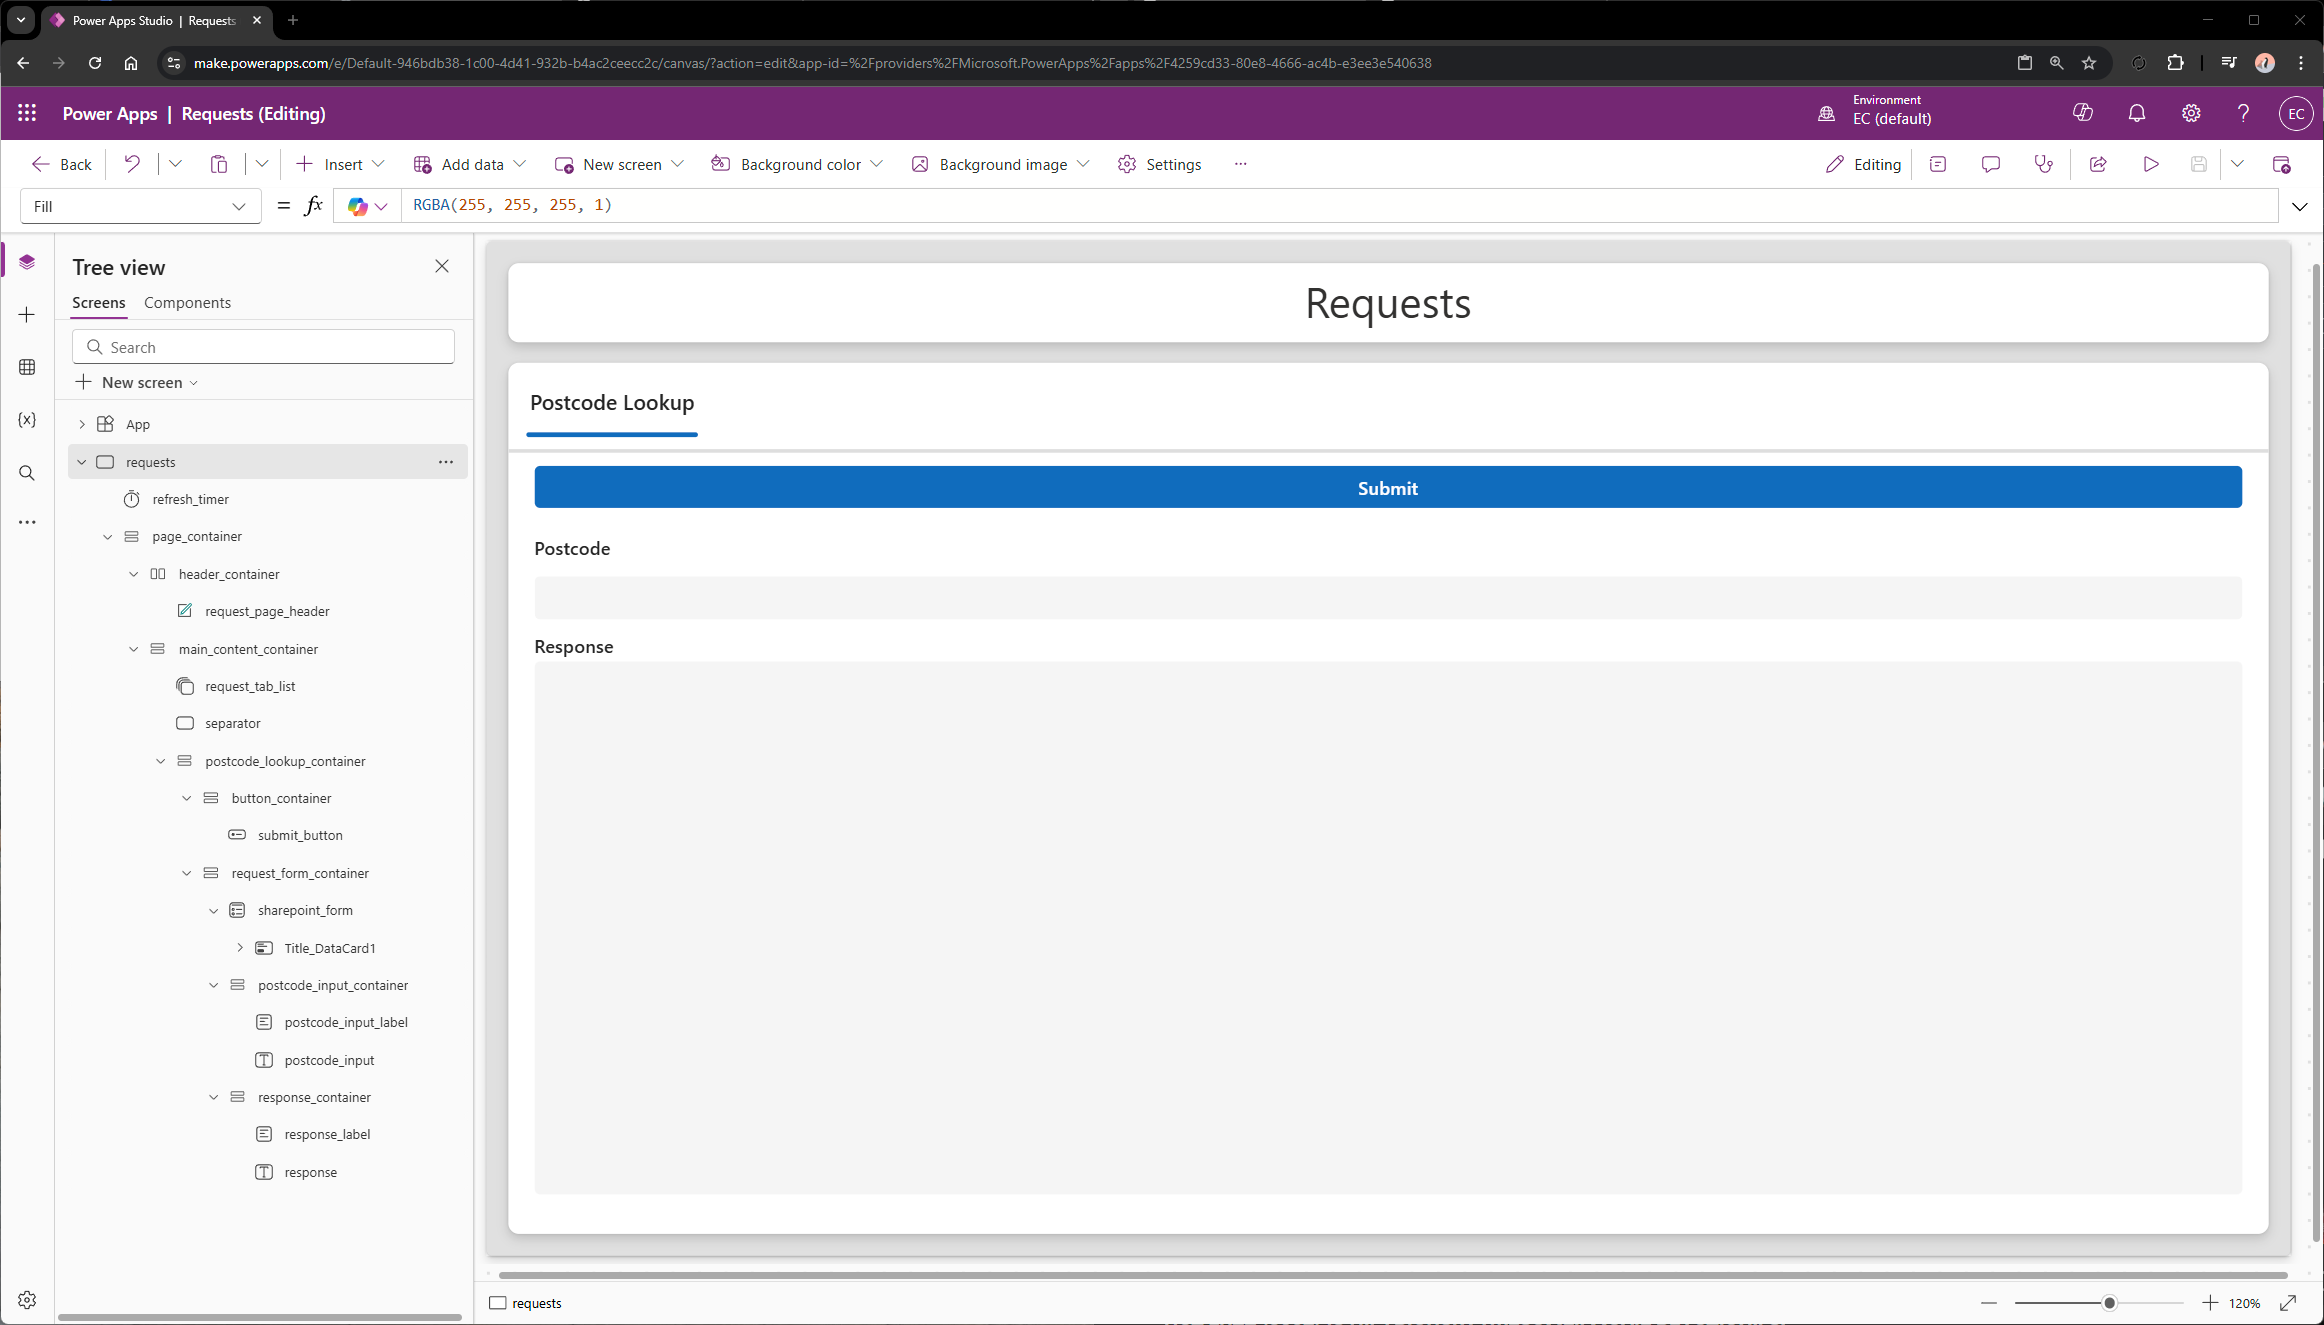 Power Apps Studio | Requests
make.powerapps.com/e/Default-946bdb38-1c00-4d41-932b-b4ac2ceecc2c/canvas/?action=edit&app-id=%2Fproviders%2FMicrosoft.PowerApps%2Fapps%2F4259cd33-80e8-4666-ac4b-e3ee3e540638
Power Apps | Requests (Editing)
Environment
EC (default)
EC
Back
Insert
Add data
New screen
Background color
Background image
Settings
Editing
Fill
= fx
RGBA(255, 255, 255, 1)
Tree view
Screens
Components
Search
New screen
App
requests
refresh_timer
page_container
header_container
request_page_header
main_content_container
request_tab_list
separator
postcode_lookup_container
button_container
submit_button
request_form_container
sharepoint_form
Title_DataCard1
postcode_input_container
postcode_input_label
postcode_input
response_container
response_label
response
Requests
Postcode Lookup
Submit
Postcode
Response
requests
120%